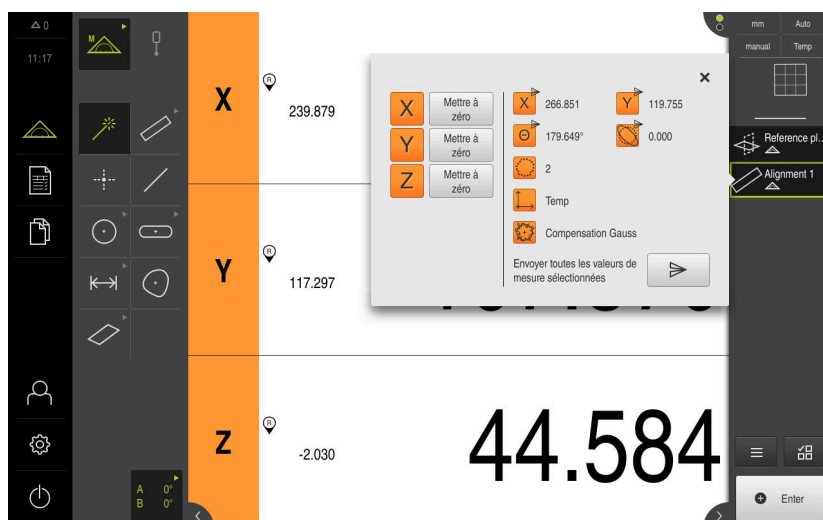 0
11:17
M
A 0°
B 0°
X
R
239.879
Y
R
117.297
Z
R
-2.030
44.584
X
Mettre à
zéro
Y
Mettre à
zéro
Z
Mettre à
zéro
X
266.851
Y
119.755
Θ
179.649°
0.000
2
Temp
Compensation Gauss
Envoyer toutes les valeurs de
mesure sélectionnées
mm
Auto
manual
Temp
Reference pl...
Alignment 1
Enter